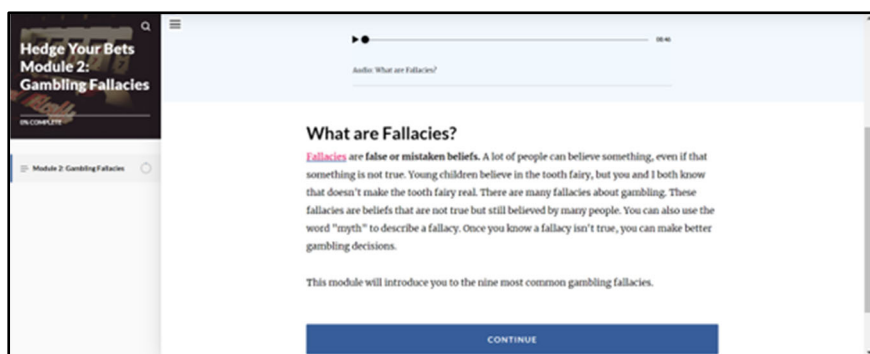 Hedge Your Bets
Module 2:
Gambling Fallacies
Module 2: Gambling Fallacies
Audio: What are Fallacies?
What are Fallacies?
Fallacies are false or mistaken beliefs. A lot of people can believe something, even if that
something is not true. Young children believe in the tooth fairy, but you and I both know
that doesn't make the tooth fairy real. There are many fallacies about gambling. These
fallacies are beliefs that are not true but still believed by many people. You can also use the
word "myth" to describe a fallacy. Once you know a fallacy isn't true, you can make better
gambling decisions.
This module will introduce you to the nine most common gambling fallacies.
CONTINUE